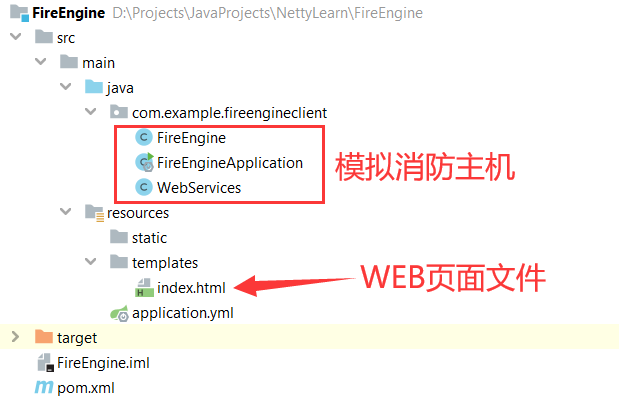 FireEngine D:\Projects\JavaProjects\NettyLearn\FireEngine
src
main
java
com.example.fireengineclient
FireEngine
FireEngineApplication
WebServices
模拟消防主机
resources
static
templates
index.html
WEB页面文件
application.yml
target
FireEngine.iml
pom.xml